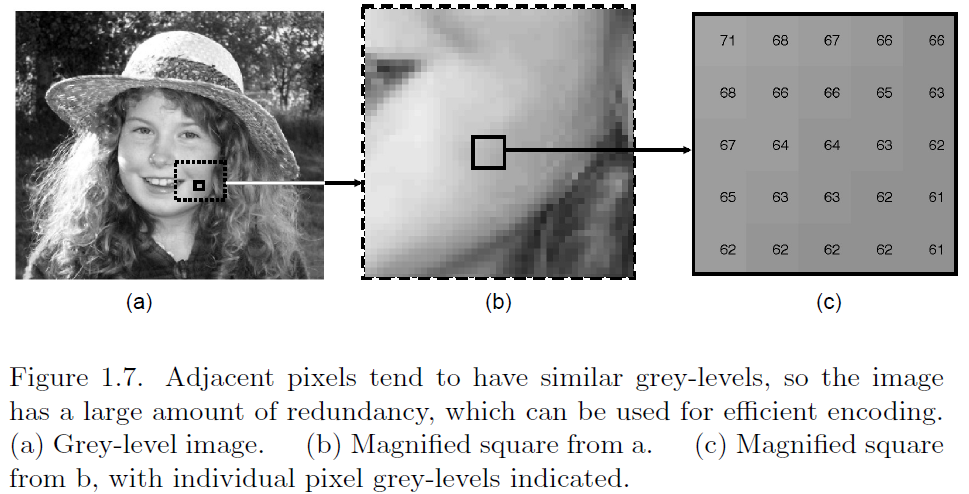 71 68 67 66 66
68 66 66 65 63
67 64 64 63 62
65 63 63 62 61
62 62 62 62 61
(a) (b) (c)
Figure 1.7. Adjacent pixels tend to have similar grey-levels, so the image
has a large amount of redundancy, which can be used for efficient encoding.
(a) Grey-level image. (b) Magnified square from a. (c) Magnified square
from b, with individual pixel grey-levels indicated.